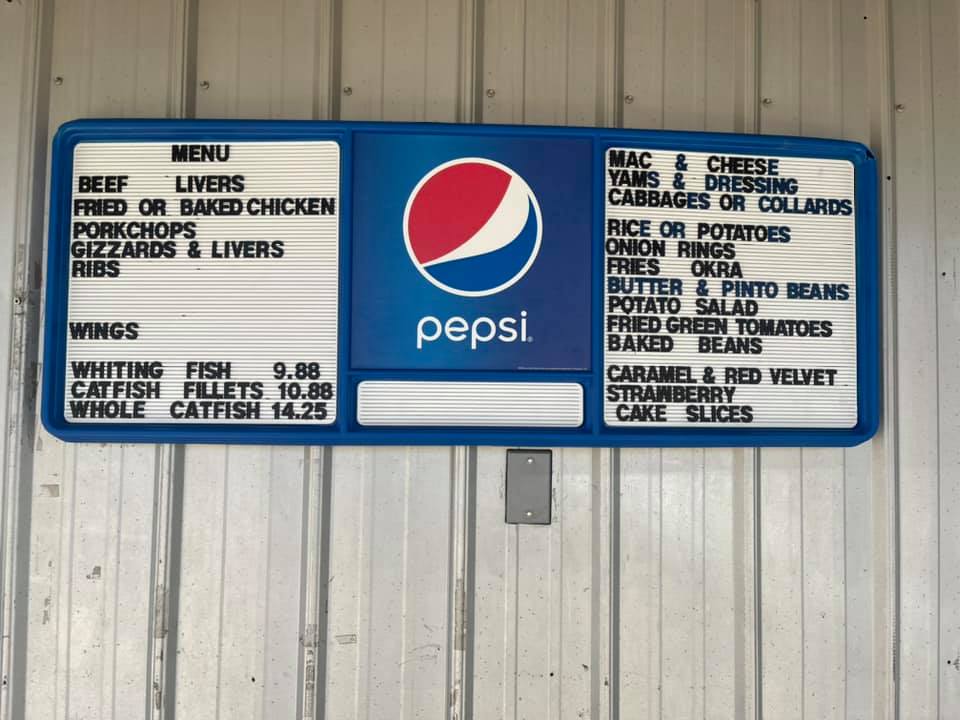 MENU
BEEF LIVERS
FRIED OR BAKED CHICKEN
PORKCHOPS
GIZZARDS & LIVERS
RIBS
WINGS
WHITING FISH 9.88
CATFISH FILLETS 10.88
WHOLE CATFISH 14.25
pepsi
MAC & CHEESE
YAMS & DRESSING
CABBAGES OR COLLARDS
RICE OR POTATOES
ONION RINGS
FRIES OKRA
BUTTER & PINTO BEANS
POTATO SALAD
FRIED GREEN TOMATOES
BAKED BEANS
CARAMEL & RED VELVET
STRAWBERRY
CAKE SLICES